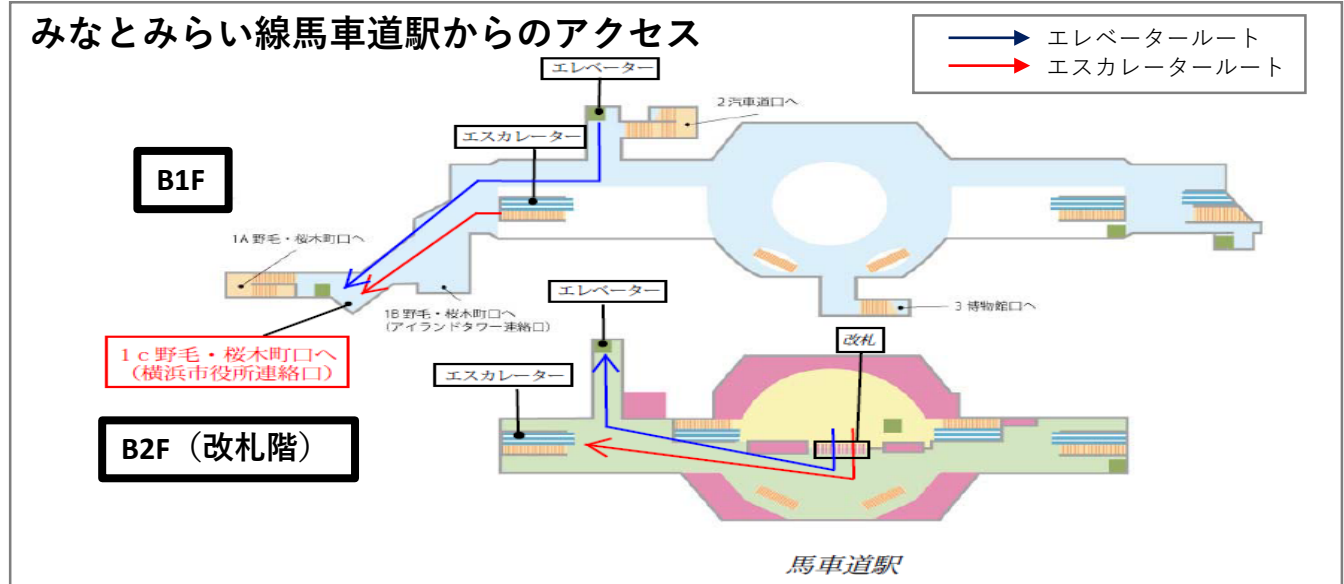 みなとみらい線馬車道駅からのアクセス
エレベータールート
エスカレータールート
エレベーター
2 汽車道口へ
エスカレーター
B1F
1A 野毛・桜木町口へ
エレベーター
1B 野毛・桜木町口へ
(アイランドタワー連絡口)
3 博物館口へ
1c野毛・桜木町口へ
(横浜市役所連絡口)
改札
エスカレーター
B2F（改札階）
馬車道駅